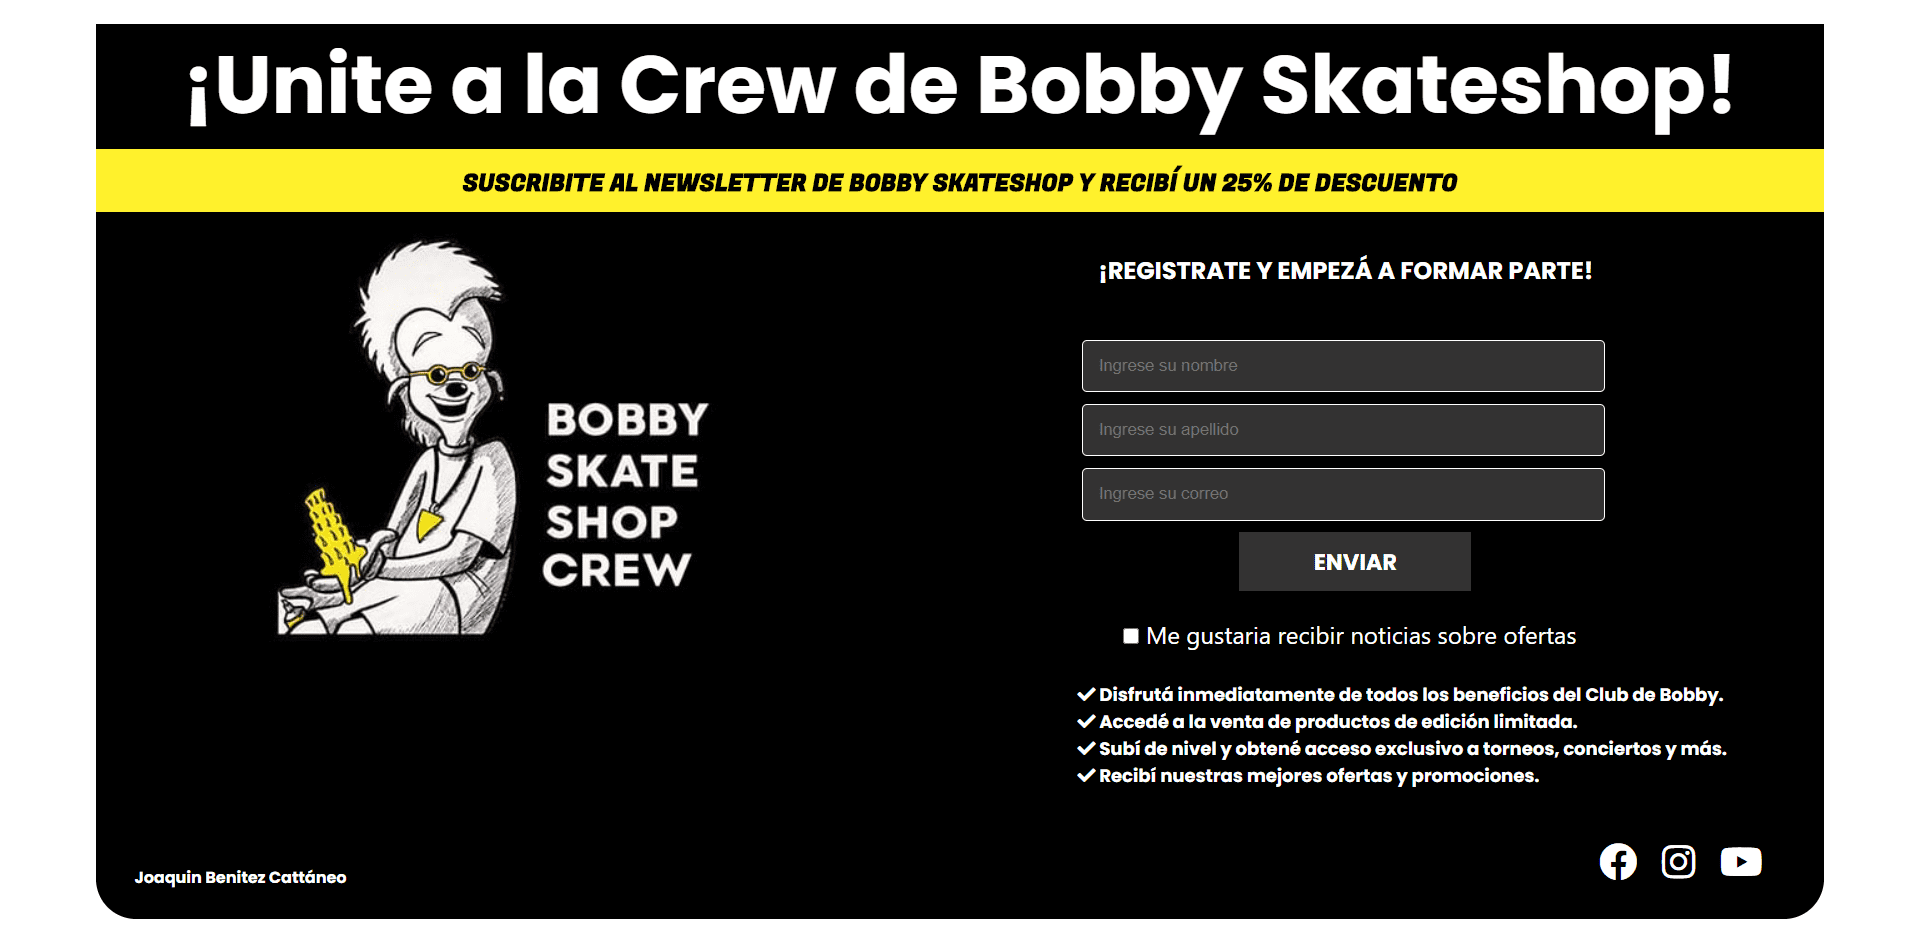 ¡Unite a la Crew de Bobby Skateshop!
SUSCRIBITE AL NEWSLETTER DE BOBBY SKATESHOP Y RECIBÍ UN 25% DE DESCUENTO
BOBBY
SKATE
SHOP
CREW
¡REGISTRATE Y EMPEZÁ A FORMAR PARTE!
Ingrese su nombre
Ingrese su apellido
Ingrese su correo
ENVIAR
Me gustaria recibir noticias sobre ofertas
Disfrutá inmediatamente de todos los beneficios del Club de Bobby.
Accedé a la venta de productos de edición limitada.
Subí de nivel y obtené acceso exclusivo a torneos, conciertos y más.
Recibí nuestras mejores ofertas y promociones.
Joaquin Benitez Cattáneo